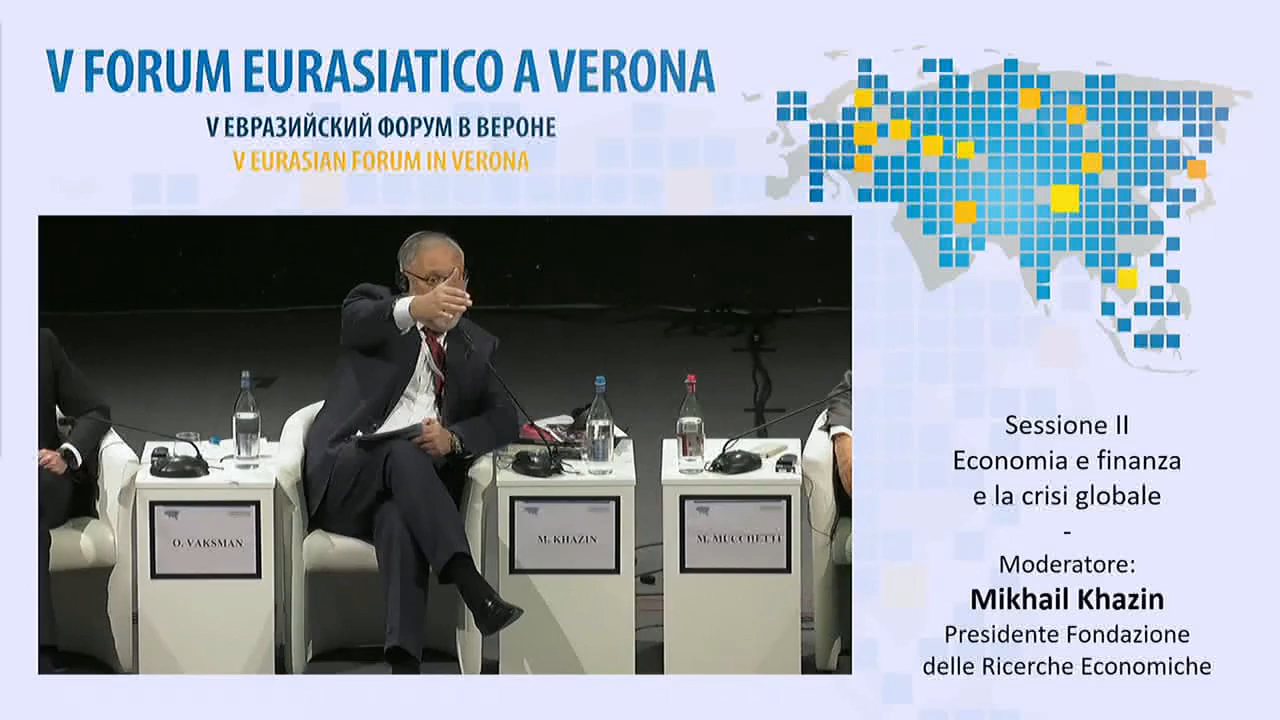 V FORUM EURASIATICO A VERONA
V ЕВРАЗИЙСКИЙ ФОРУМ В ВЕРОНЕ
V EURASIAN FORUM IN VERONA
O. VAKSMAN
M. KHAZIN
M. MUCCHETTI
Sessione II
Economia e finanza
e la crisi globale
-
Moderatore:
Mikhail Khazin
Presidente Fondazione
delle Ricerche Economiche